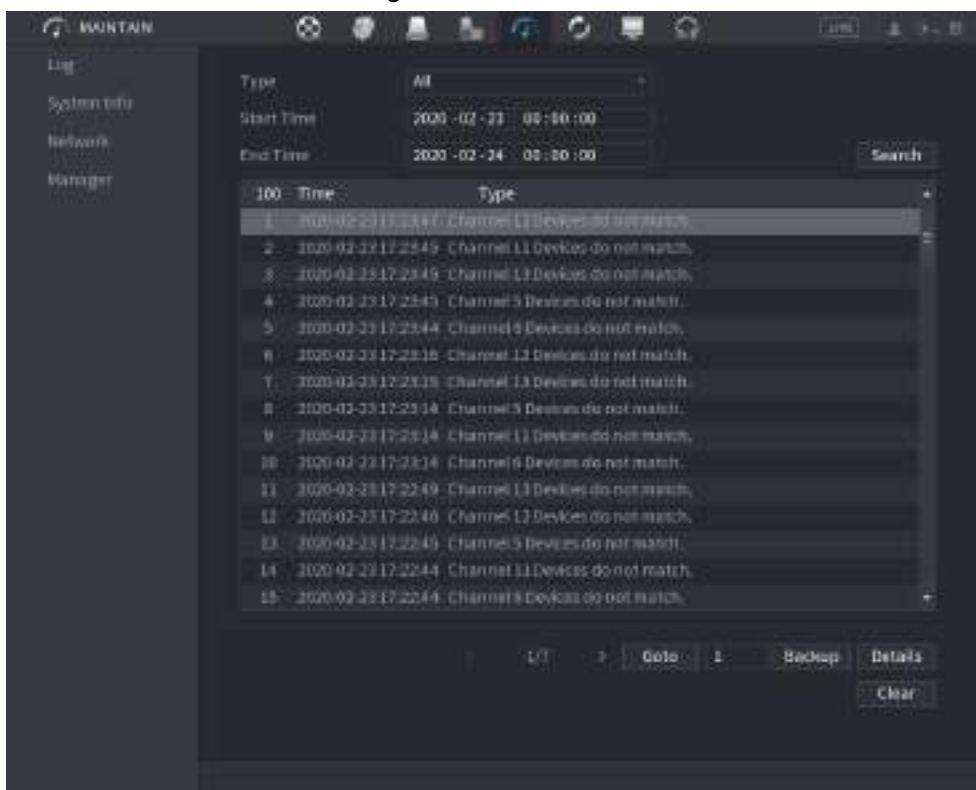 MAINTAIN
LIVE
Log
System Info
Network
Manager
Type All
Start Time 2020 -02 -23 00 :00 :00
End Time 2020 -02 -24 00 :00 :00
Search
100 Time Type
1 2020-02-23 17:23:47 Channel 12 Devices do not match.
2 2020-02-23 17:23:45 Channel 11 Devices do not match.
3 2020-02-23 17:23:45 Channel 13 Devices do not match.
4 2020-02-23 17:23:45 Channel 5 Devices do not match.
5 2020-02-23 17:23:44 Channel 6 Devices do not match.
6 2020-02-23 17:23:16 Channel 12 Devices do not match.
7 2020-02-23 17:23:15 Channel 13 Devices do not match.
8 2020-02-23 17:23:14 Channel 5 Devices do not match.
9 2020-02-23 17:23:14 Channel 11 Devices do not match.
10 2020-02-23 17:23:14 Channel 6 Devices do not match.
11 2020-02-23 17:22:49 Channel 13 Devices do not match.
12 2020-02-23 17:22:46 Channel 12 Devices do not match.
13 2020-02-23 17:22:45 Channel 5 Devices do not match.
14 2020-02-23 17:22:44 Channel 11 Devices do not match.
15 2020-02-23 17:22:44 Channel 6 Devices do not match.
1/7 > Goto 1 Backup Details
Clear